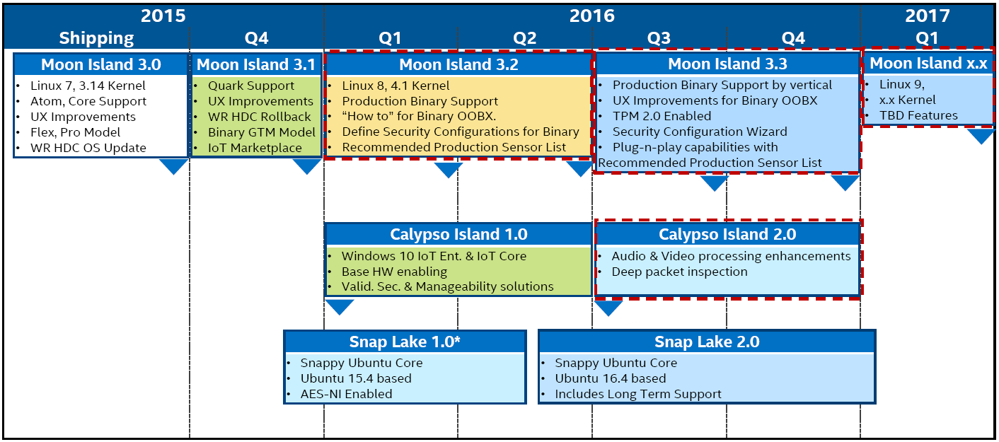 2015
2016
2017
Shipping
Q4
Q1
Q2
Q3
Q4
Q1
Moon Island 3.0
• Linux 7, 3.14 Kernel
• Atom, Core Support
• UX Improvements
• Flex, Pro Model
• WR HDC OS Update
Moon Island 3.1
• Quark Support
• UX Improvements
• WR HDC Rollback
• Binary GTM Model
• IoT Marketplace
Moon Island 3.2
• Linux 8, 4.1 Kernel
• Production Binary Support
• “How to” for Binary OOBX.
• Define Security Configurations for Binary
• Recommended Production Sensor List
Moon Island 3.3
• Production Binary Support by vertical
• UX Improvements for Binary OOBX
• TPM 2.0 Enabled
• Security Configuration Wizard
• Plug-n-play capabilities with
Recommended Production Sensor List
Moon Island x.x
• Linux 9,
• x.x Kernel
• TBD Features
Calypso Island 1.0
• Windows 10 IoT Ent. & IoT Core
• Base HW enabling
• Valid. Sec. & Manageability solutions
Calypso Island 2.0
• Audio & Video processing enhancements
• Deep packet inspection
Snap Lake 1.0*
• Snappy Ubuntu Core
• Ubuntu 15.4 based
• AES-NI Enabled
Snap Lake 2.0
• Snappy Ubuntu Core
• Ubuntu 16.4 based
• Includes Long Term Support